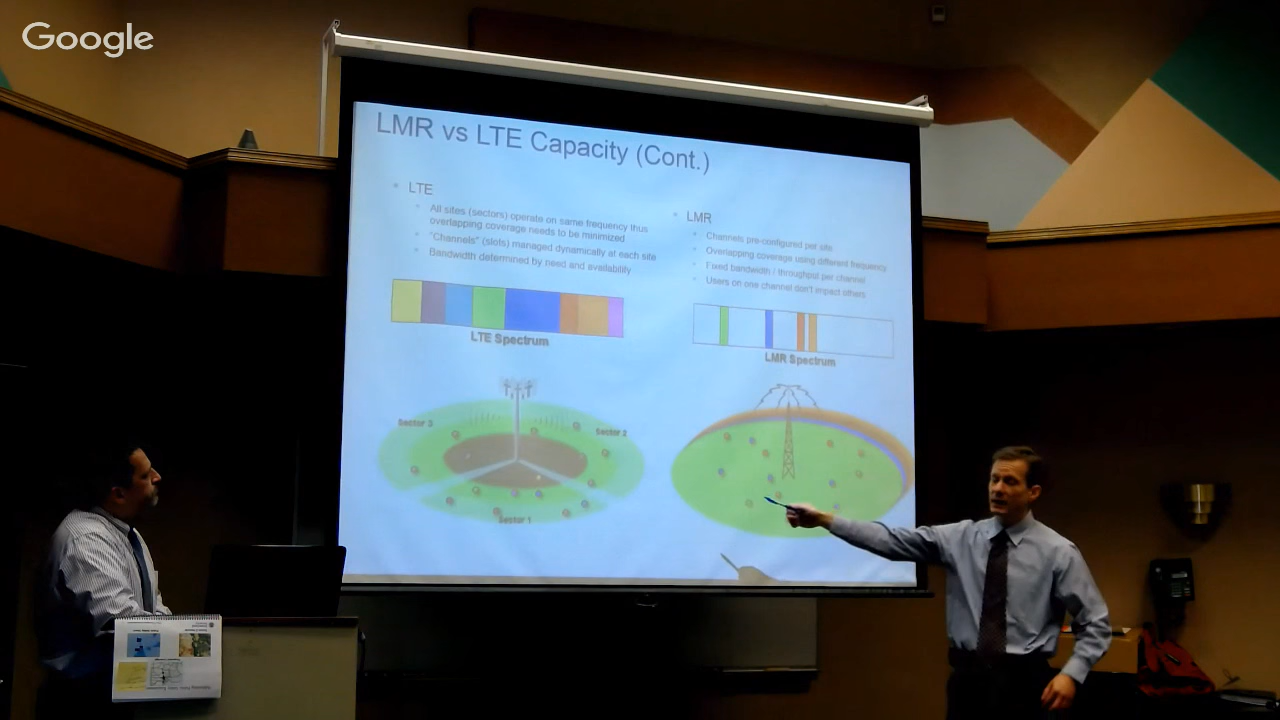 Google
LMR vs LTE Capacity (Cont.)
LTE
All sites (sectors) operate on same frequency thus
overlapping coverage needs to be minimized
"Channels" (slots) managed dynamically at each site
Bandwidth determined by need and availability
LTE Spectrum
Sector 3
Sector 2
Sector 1
LMR
Channels pre-configured per site
Overlapping coverage using different frequency
Fixed bandwidth / throughput per channel
Users on one channel don't impact others
LMR Spectrum